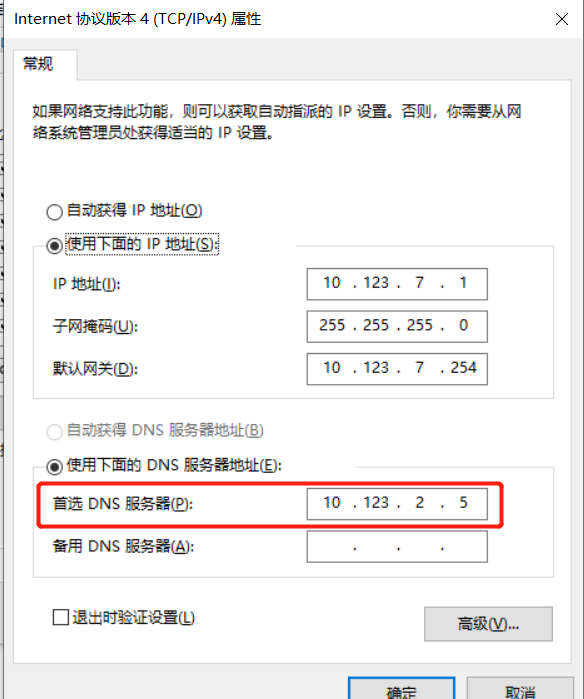 Internet 协议版本 4 (TCP/IPv4) 属性
常规
如果网络支持此功能，则可以获取自动指派的 IP 设置。否则，你需要从网
络系统管理员处获得适当的 IP 设置。
自动获得 IP 地址(O)
使用下面的 IP 地址(S):
IP 地址(I): 10 . 123 . 7 . 1
子网掩码(U): 255 . 255 . 255 . 0
默认网关(D): 10 . 123 . 7 . 254
自动获得 DNS 服务器地址(B)
使用下面的 DNS 服务器地址(E):
首选 DNS 服务器(P): 10 . 123 . 2 . 5
备用 DNS 服务器(A): . . .
退出时验证设置(L)
高级(V)...
确定 取消